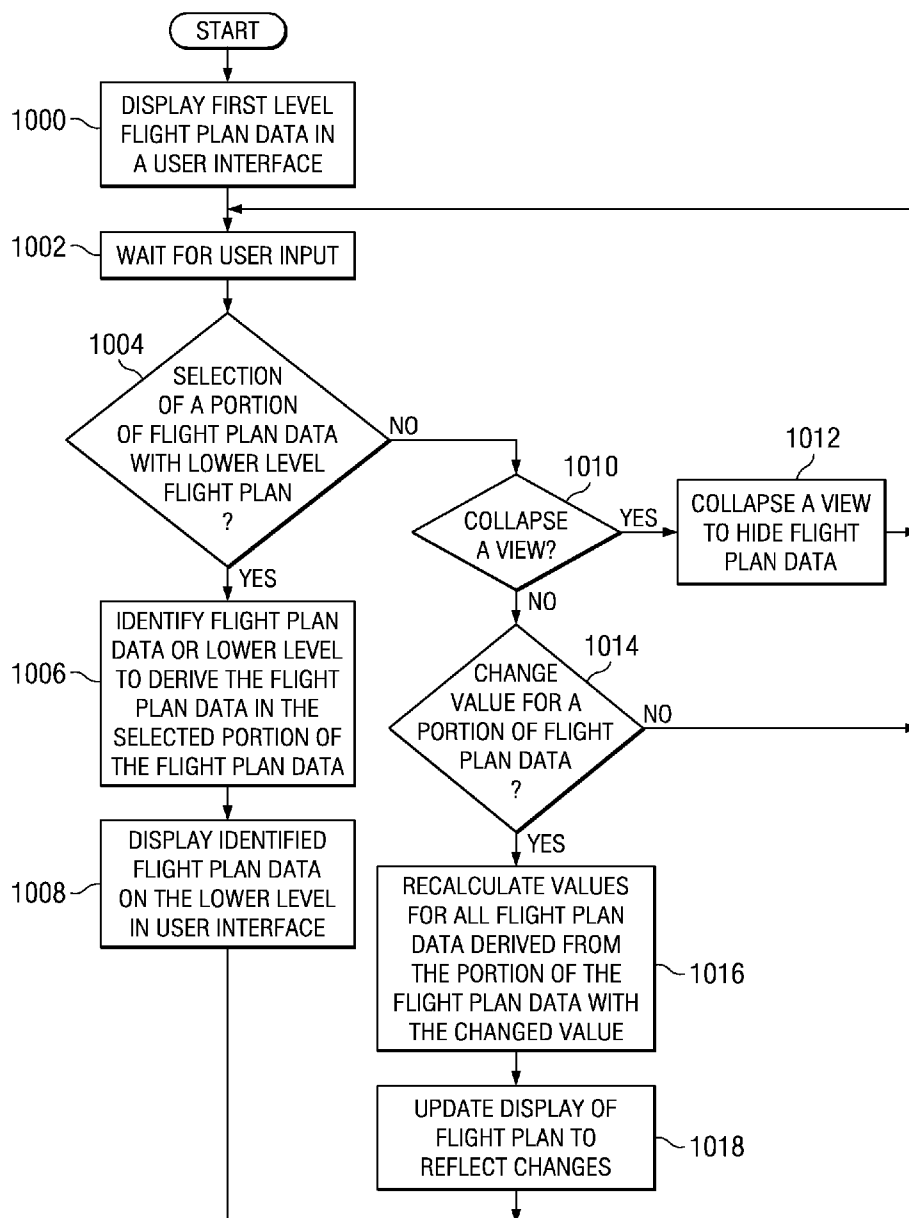 START
1000
DISPLAY FIRST LEVEL
FLIGHT PLAN DATA IN
A USER INTERFACE
1002
WAIT FOR USER INPUT
1004
SELECTION
OF A PORTION
OF FLIGHT PLAN DATA
WITH LOWER LEVEL
FLIGHT PLAN
?
NO
YES
1006
IDENTIFY FLIGHT PLAN
DATA OR LOWER LEVEL
TO DERIVE THE FLIGHT
PLAN DATA IN THE
SELECTED PORTION OF
THE FLIGHT PLAN DATA
1008
DISPLAY IDENTIFIED
FLIGHT PLAN DATA
ON THE LOWER LEVEL
IN USER INTERFACE
1010
COLLAPSE
A VIEW?
YES
NO
1012
COLLAPSE A VIEW
TO HIDE FLIGHT
PLAN DATA
1014
CHANGE
VALUE FOR A
PORTION OF FLIGHT
PLAN DATA
?
NO
YES
RECALCULATE VALUES
FOR ALL FLIGHT PLAN
DATA DERIVED FROM
THE PORTION OF THE
FLIGHT PLAN DATA WITH
THE CHANGED VALUE
1016
UPDATE DISPLAY OF
FLIGHT PLAN TO
REFLECT CHANGES
1018